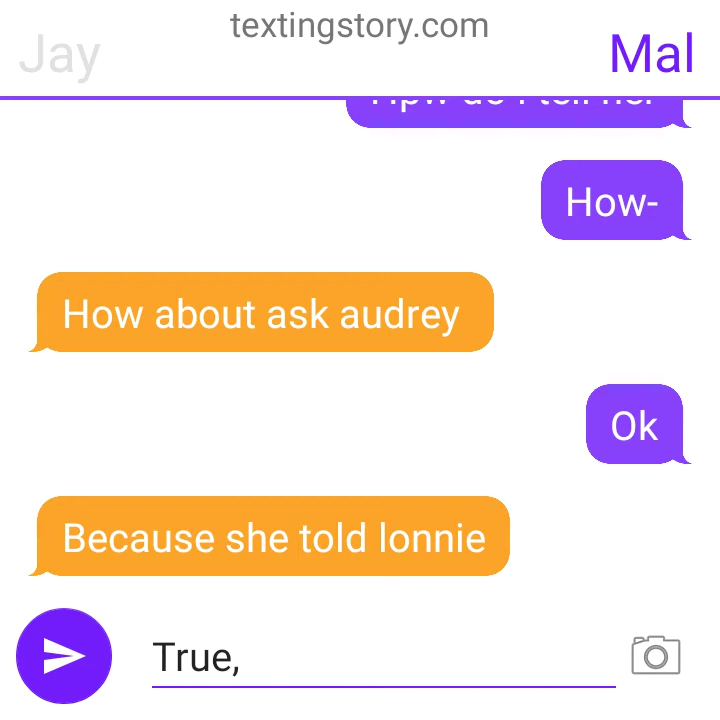 textingstory.com
Jay
Mal
How-
How about ask audrey
Ok
Because she told lonnie
True,